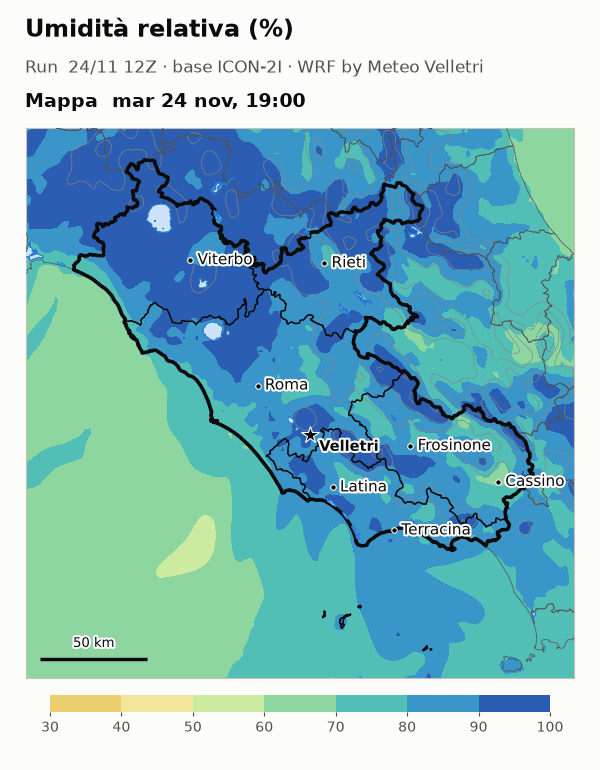 Umidità relativa (%)
Run  24/11 12Z · base ICON-2I · WRF by Meteo Velletri
Mappa  mar 24 nov, 19:00
Viterbo
Rieti
Roma
Velletri
Frosinone
Cassino
Latina
Terracina
50 km
30 40 50 60 70 80 90 100